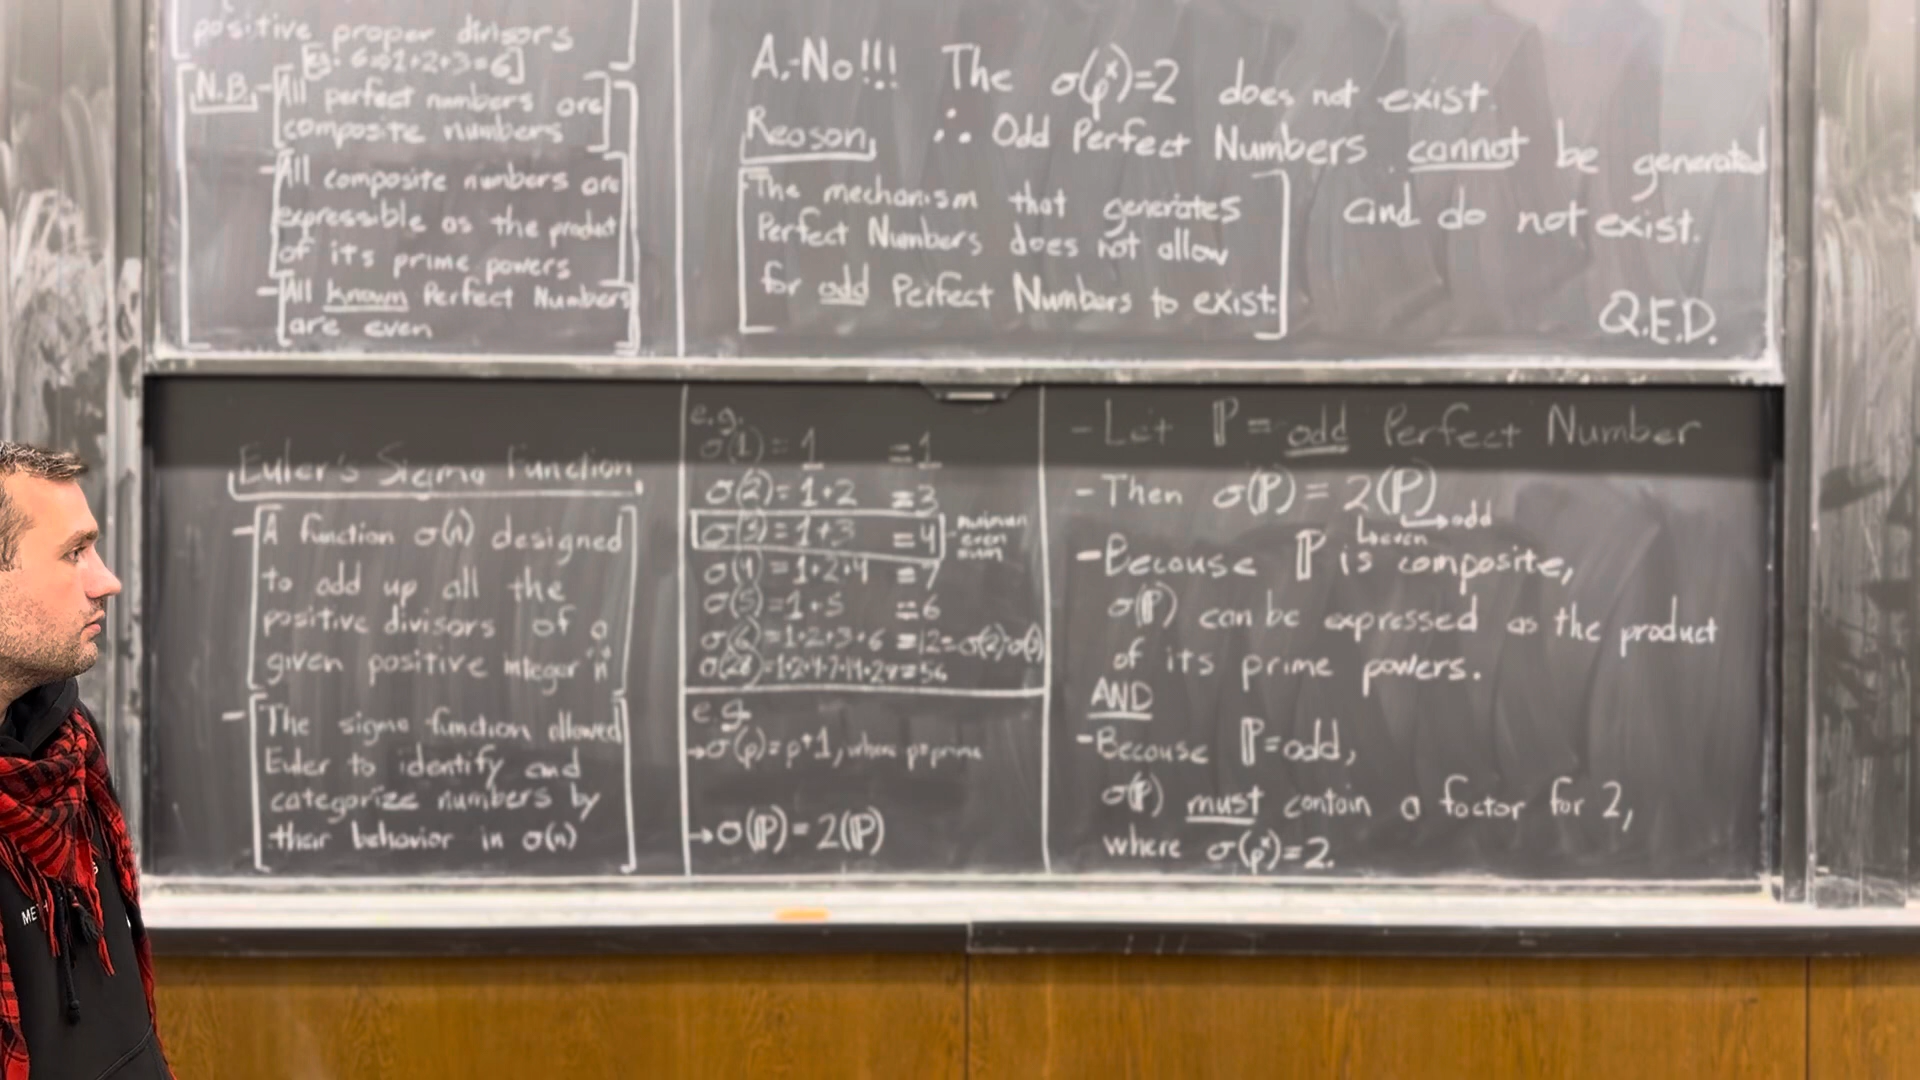 positive proper divisors
[eg. 6⇒1+2+3=6]
N.B. - All perfect numbers are
composite numbers
- All composite numbers are
expressible as the product
of its prime powers
- All known Perfect Numbers
are even
A.-No!!! The σ(pˣ)=2 does not exist.
∴ Odd Perfect Numbers cannot be generated
and do not exist.
Reason
The mechanism that generates
Perfect Numbers does not allow
for odd Perfect Numbers to exist.
Q.E.D.
Euler's Sigma Function
- A function σ(n) designed
to add up all the
positive divisors of a
given positive integer "n"
- The sigma function allowed
Euler to identify and
categorize numbers by
their behavior in σ(n)
e.g.
σ(1)= 1 =1
σ(2)= 1+2 =3
σ(3)= 1+3 =4
even
σ(4)=1+2+4 =7
σ(5)=1+5 =6
σ(6)=1+2+3+6 =12=σ(2)·σ(3)
σ(28)=1+2+4+7+14+28=56
e.g.
→σ(p)=p+1, where p=prime
→σ(ℙ)= 2(ℙ)
- Let ℙ = odd Perfect Number
- Then σ(ℙ) = 2(ℙ)
↳odd
↳even
- Because ℙ is composite,
σ(ℙ) can be expressed as the product
of its prime powers.
AND
- Because ℙ=odd,
σ(ℙ) must contain a factor for 2,
where σ(pˣ)=2.